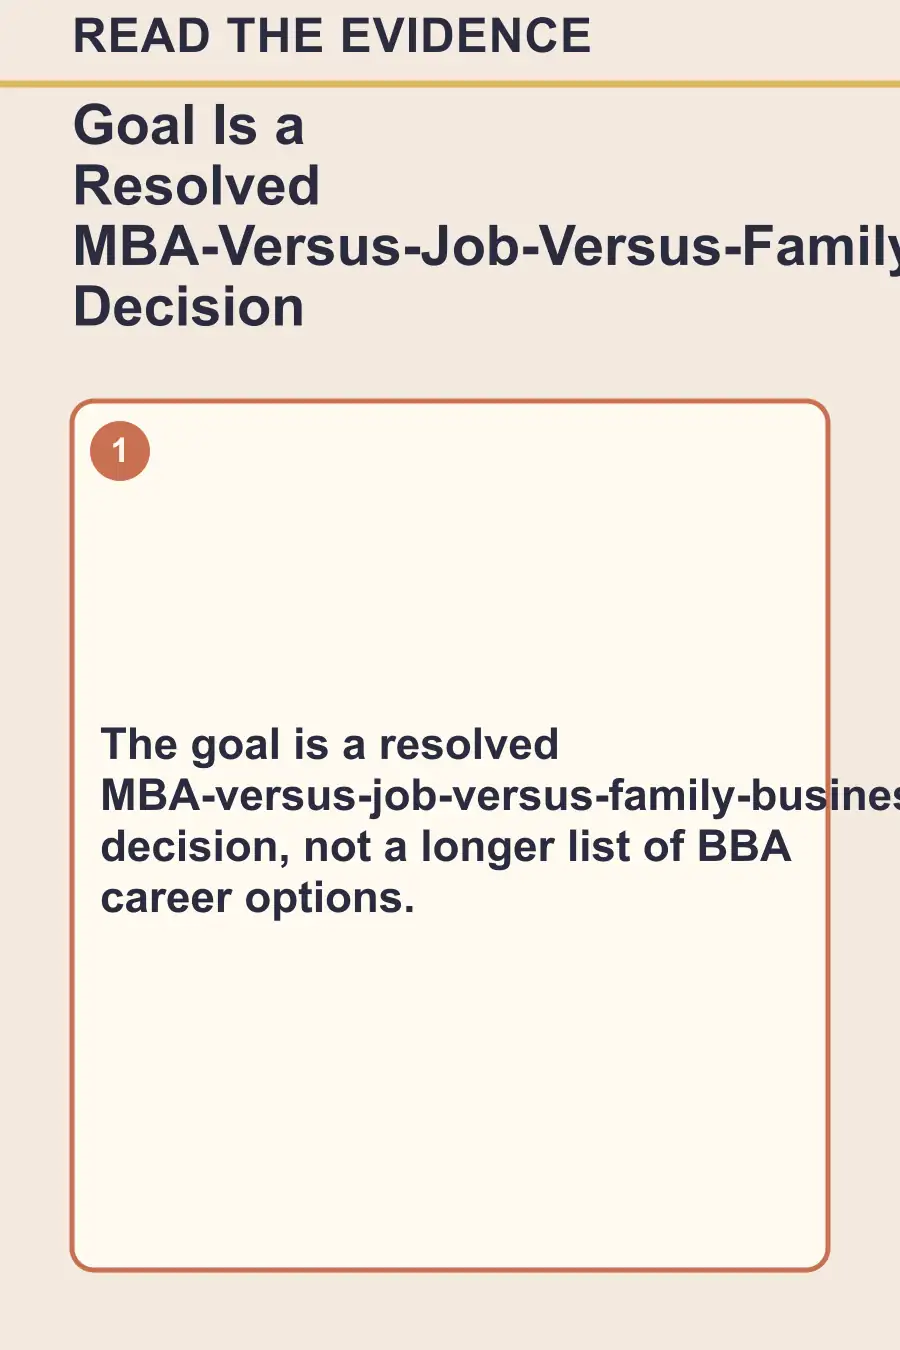 READ THE EVIDENCE
Goal Is a
Resolved
MBA-Versus-Job-Versus-Family
Decision
1
The goal is a resolved
MBA-versus-job-versus-family-busines
decision, not a longer list of BBA
career options.